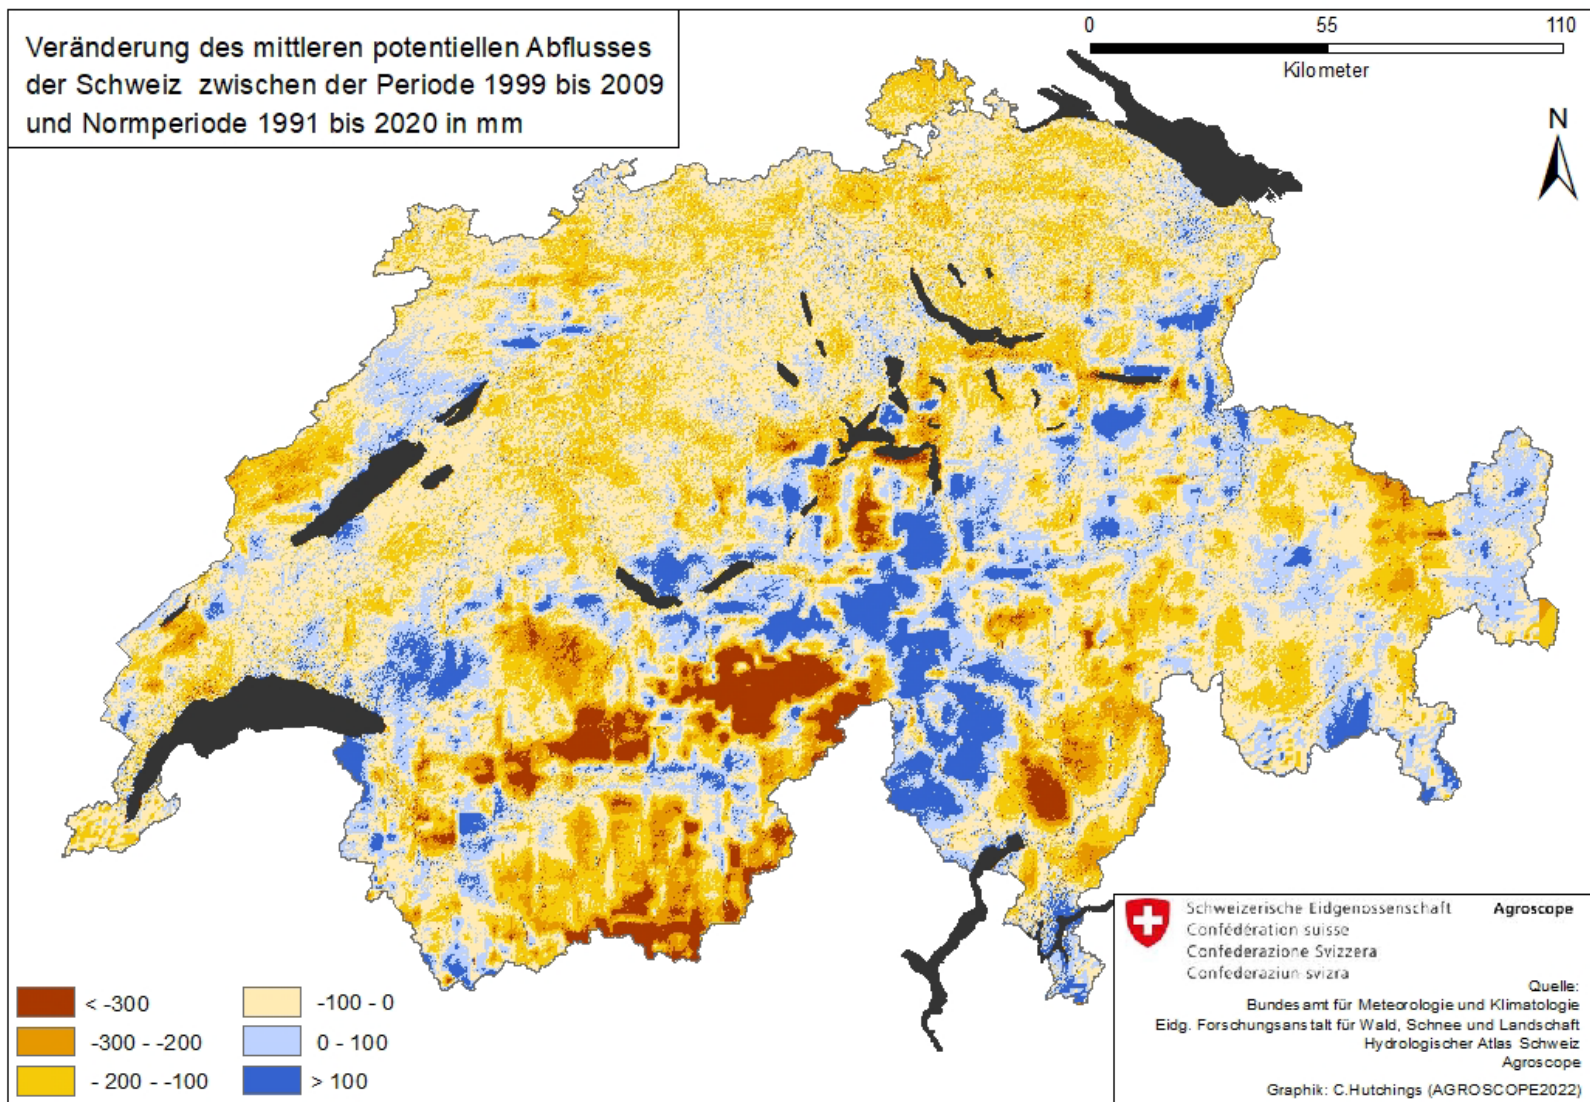 Veränderung des mittleren potentiellen Abflusses
der Schweiz zwischen der Periode 1999 bis 2009
und Normperiode 1991 bis 2020 in mm
0 55 110
Kilometer
N
< -300
-300 - -200
- 200 - -100
-100 - 0
0 - 100
> 100
Schweizerische Eidgenossenschaft
Confédération suisse
Confederazione Svizzera
Confederaziun svizra
Agroscope
Quelle:
Bundesamt für Meteorologie und Klimatologie
Eidg. Forschungsanstalt für Wald, Schnee und Landschaft
Hydrologischer Atlas Schweiz
Agroscope
Graphik: C.Hutchings (AGROSCOPE2022)